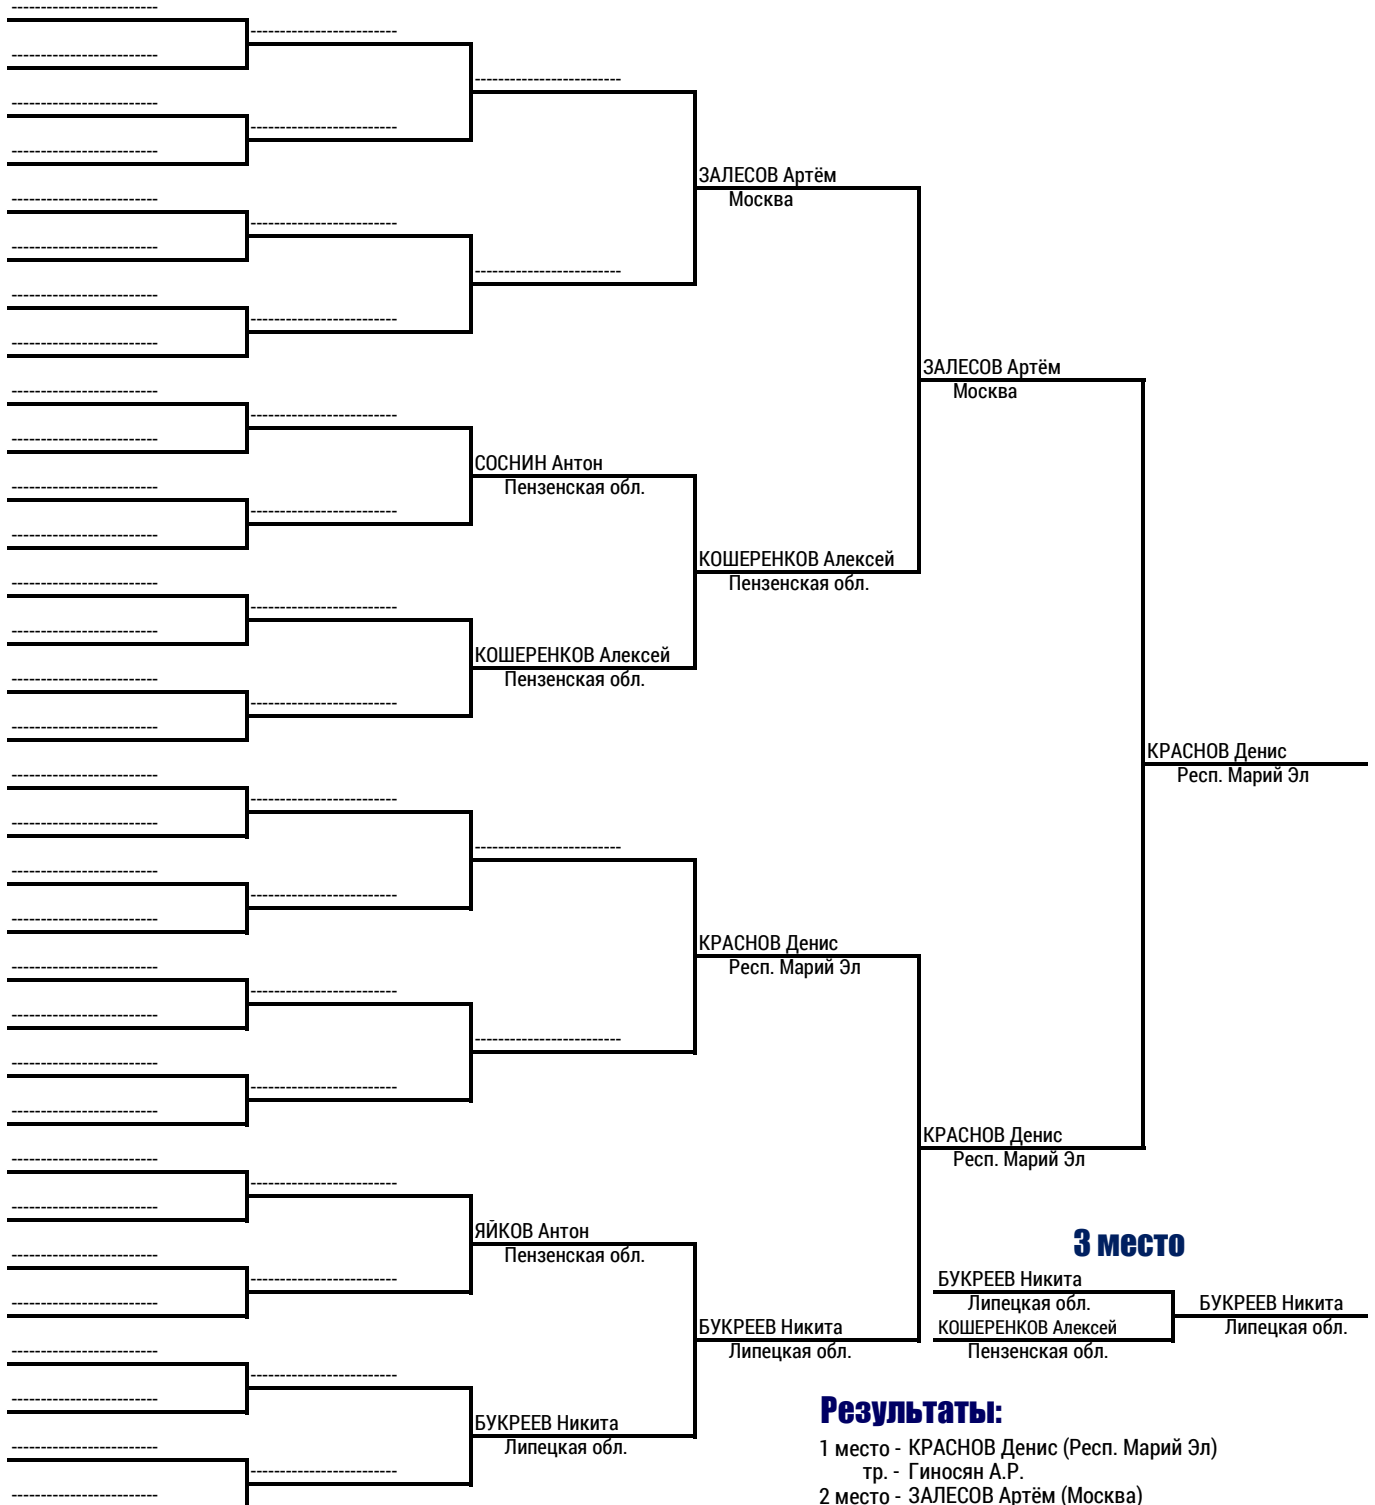 ЗАЛЕСОВ Артём
Москва
ЗАЛЕСОВ Артём
Москва
СОСНИН Антон
Пензенская обл.
КОШЕРЕНКОВ Алексей
Пензенская обл.
КОШЕРЕНКОВ Алексей
Пензенская обл.
КРАСНОВ Денис
Респ. Марий Эл
КРАСНОВ Денис
Респ. Марий Эл
КРАСНОВ Денис
Респ. Марий Эл
ЯЙКОВ Антон
Пензенская обл.
3 место
БУКРЕЕВ Никита
Липецкая обл.
БУКРЕЕВ Никита
Липецкая обл.
КОШЕРЕНКОВ Алексей
Пензенская обл.
БУКРЕЕВ Никита
Липецкая обл.
БУКРЕЕВ Никита
Липецкая обл.
Результаты:
1 место - КРАСНОВ Денис (Респ. Марий Эл)
тр. - Гиносян А.Р.
2 место - ЗАЛЕСОВ Артём (Москва)